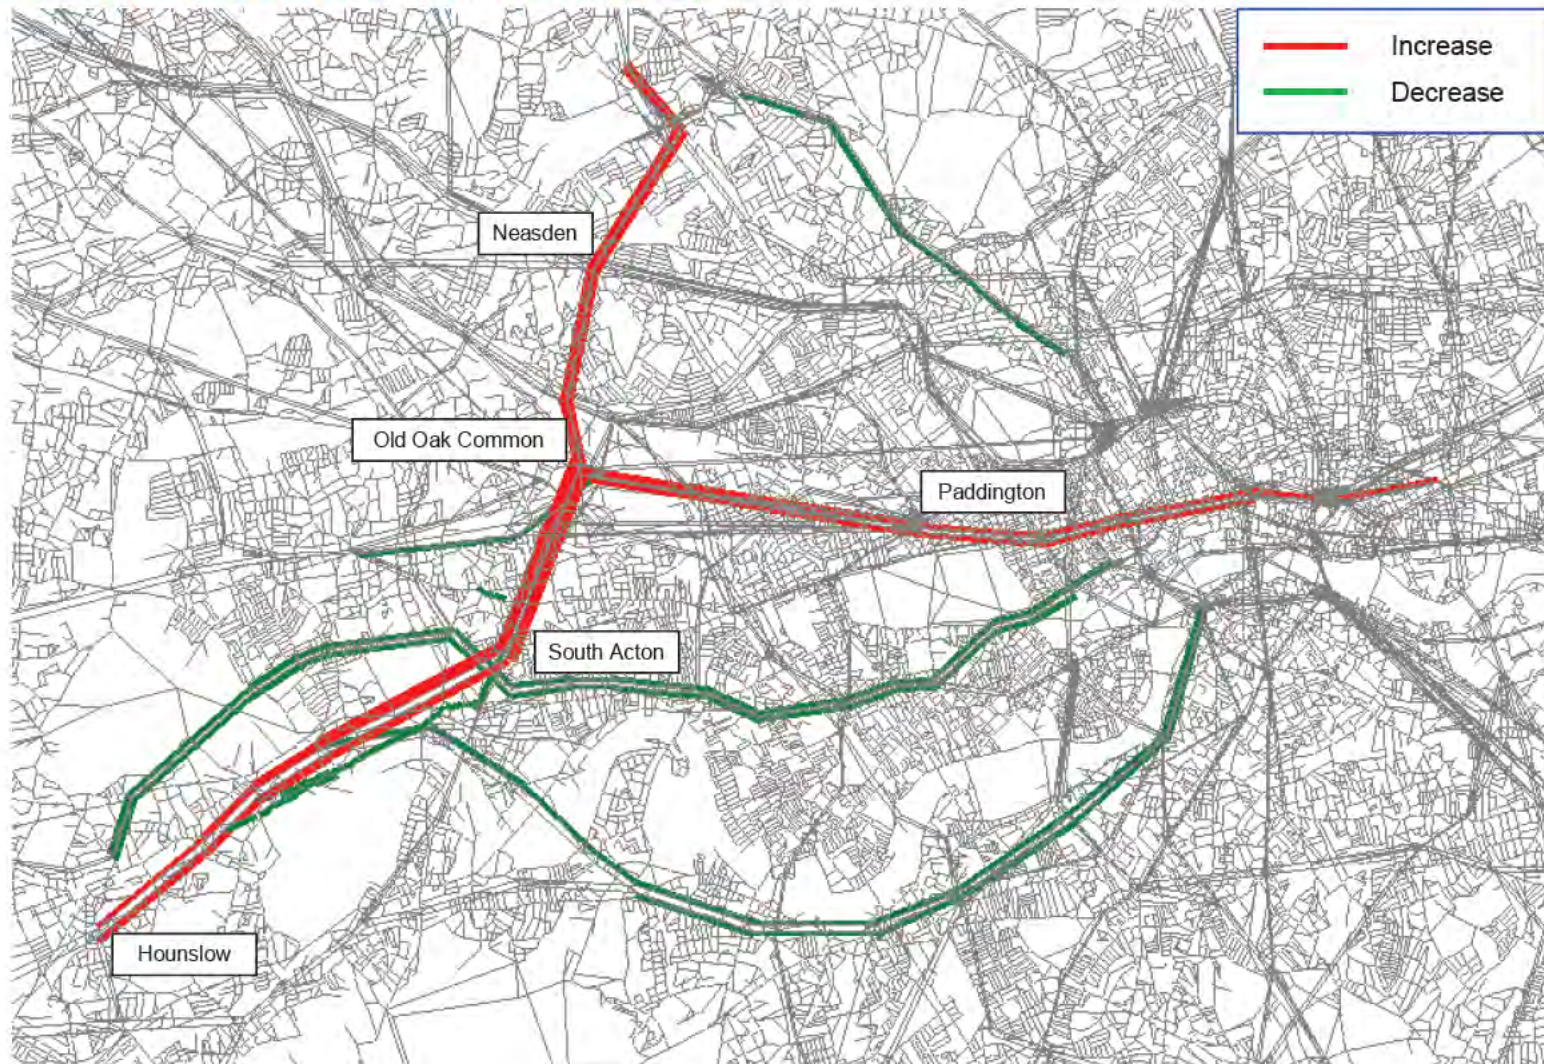 Increase
Decrease
Neasden
Old Oak Common
Paddington
South Acton
Hounslow